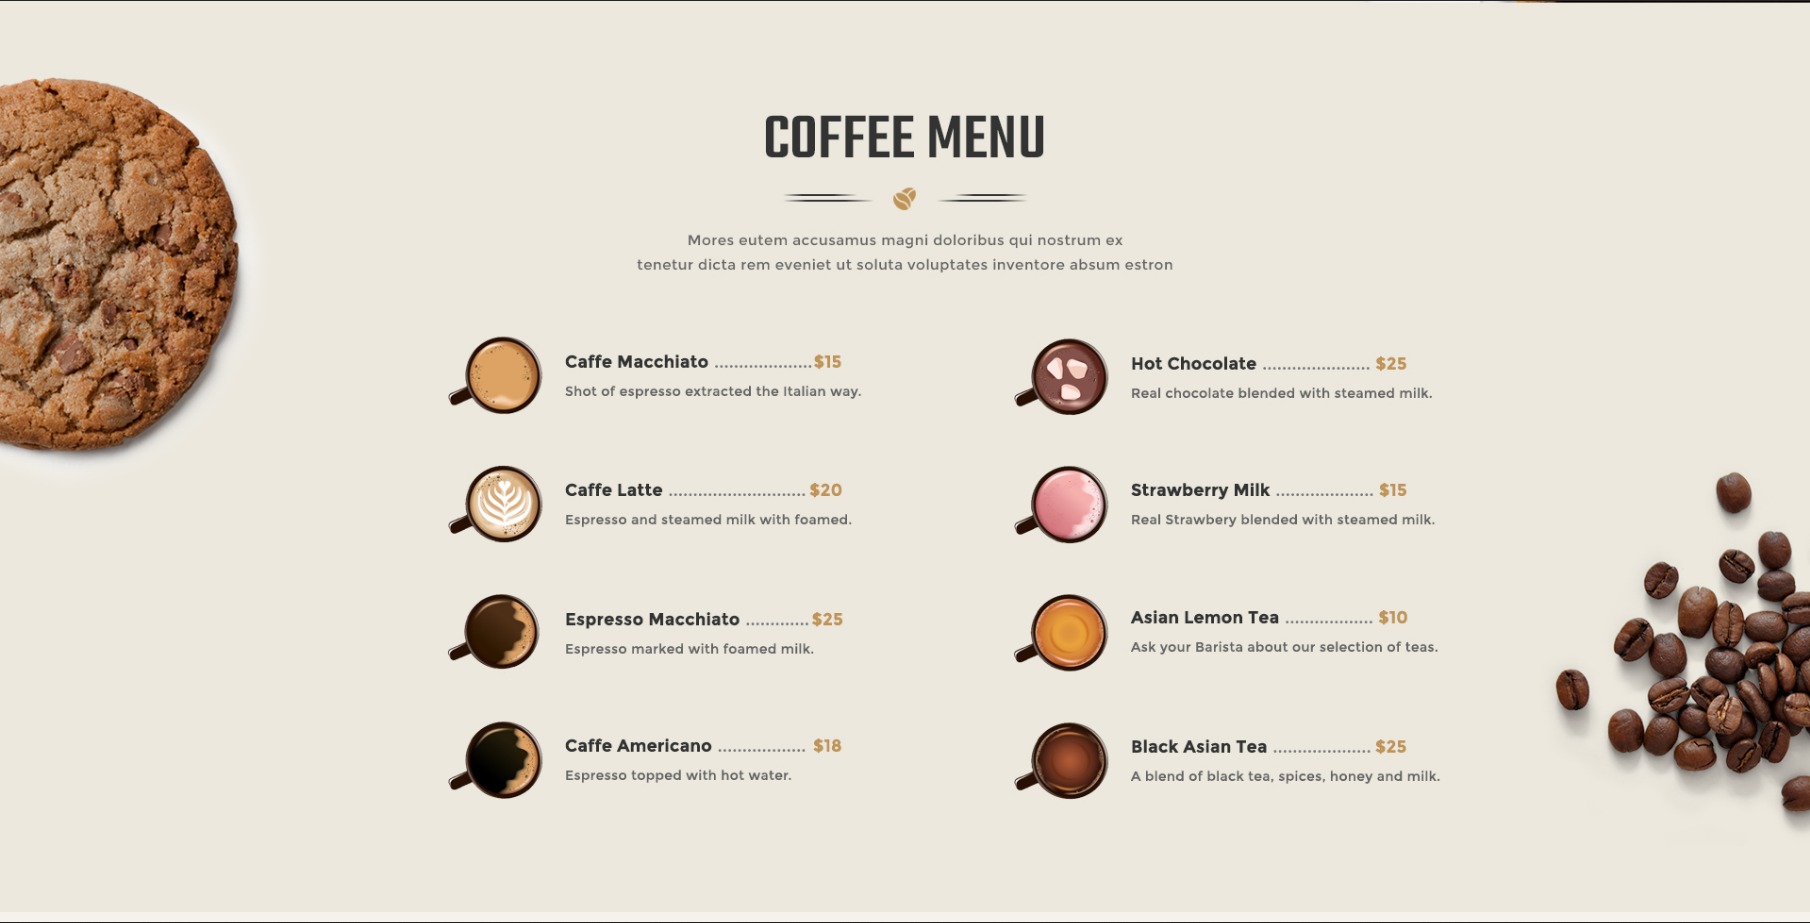 COFFEE MENU
Mores eutem accusamus magni doloribus qui nostrum ex
tenetur dicta rem eveniet ut soluta voluptates inventore absum estron
Caffe Macchiato ....................$15
Shot of espresso extracted the Italian way.
Caffe Latte ............................ $20
Espresso and steamed milk with foamed.
Espresso Macchiato .............$25
Espresso marked with foamed milk.
Caffe Americano .................. $18
Espresso topped with hot water.
Hot Chocolate ...................... $25
Real chocolate blended with steamed milk.
Strawberry Milk .................... $15
Real Strawbery blended with steamed milk.
Asian Lemon Tea .................. $10
Ask your Barista about our selection of teas.
Black Asian Tea .................... $25
A blend of black tea, spices, honey and milk.